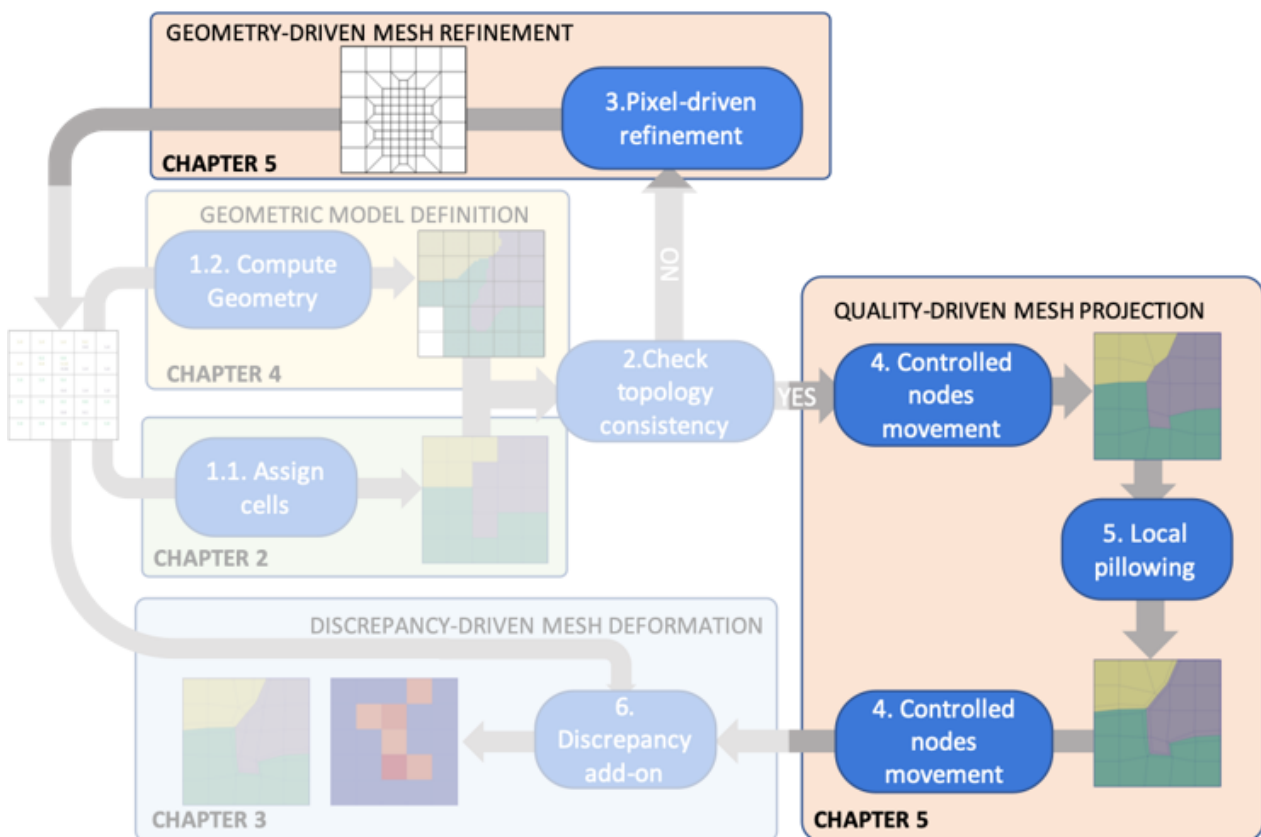 GEOMETRY-DRIVEN MESH REFINEMENT
3.Pixel-driven
refinement
CHAPTER 5
GEOMETRIC MODEL DEFINITION
1.2. Compute
Geometry
CHAPTER 4
NO
2.Check
topology
consistency
YES
1.1. Assign
cells
CHAPTER 2
QUALITY-DRIVEN MESH PROJECTION
4. Controlled
nodes
movement
5. Local
pillowing
4. Controlled
nodes
movement
CHAPTER 5
DISCREPANCY-DRIVEN MESH DEFORMATION
6.
Discrepancy
add-on
CHAPTER 3